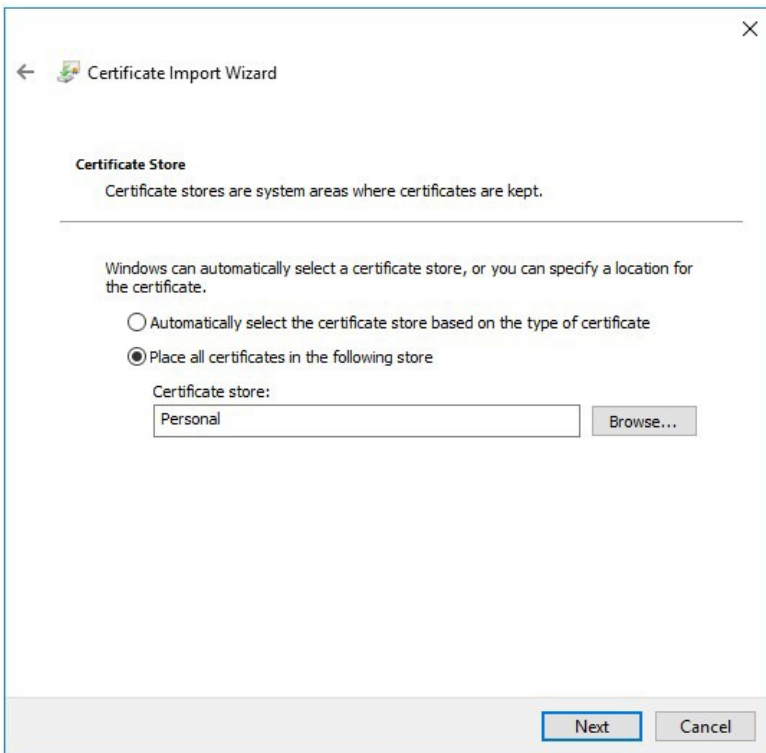 Certificate Import Wizard
Certificate Store
Certificate stores are system areas where certificates are kept.
Windows can automatically select a certificate store, or you can specify a location for
the certificate.
Automatically select the certificate store based on the type of certificate
Place all certificates in the following store
Certificate store:
Personal
Browse...
Next
Cancel